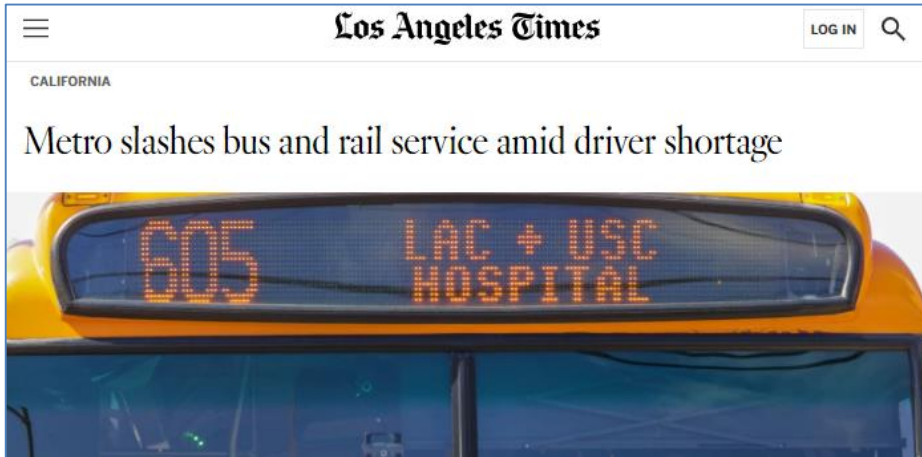 Los Angeles Times
LOG IN
CALIFORNIA
Metro slashes bus and rail service amid driver shortage
605
LAC + USC
HOSPITAL